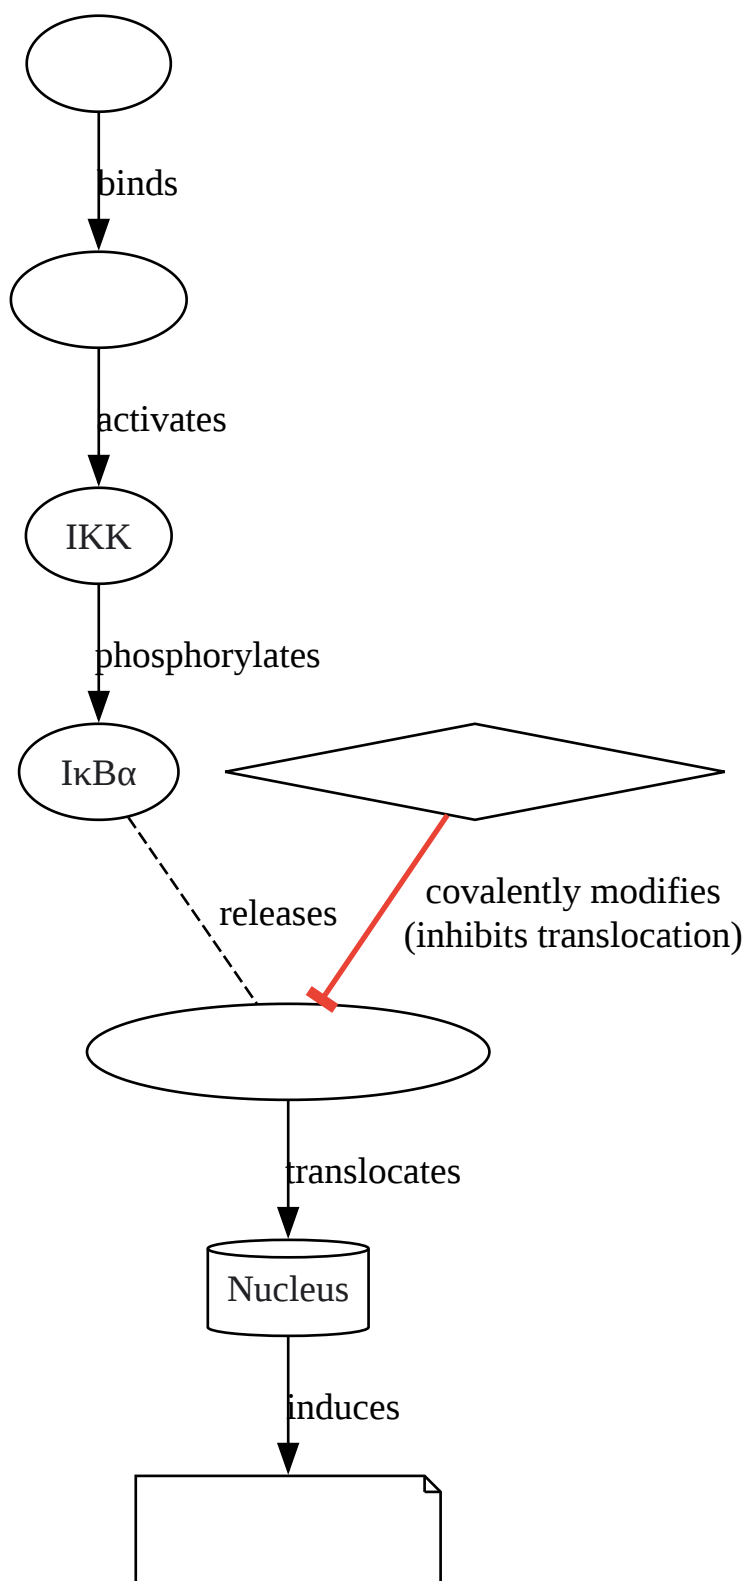 binds
activates
IKK
phosphorylates
IκBα
releases
covalently modifies
(inhibits translocation)
translocates
Nucleus
induces